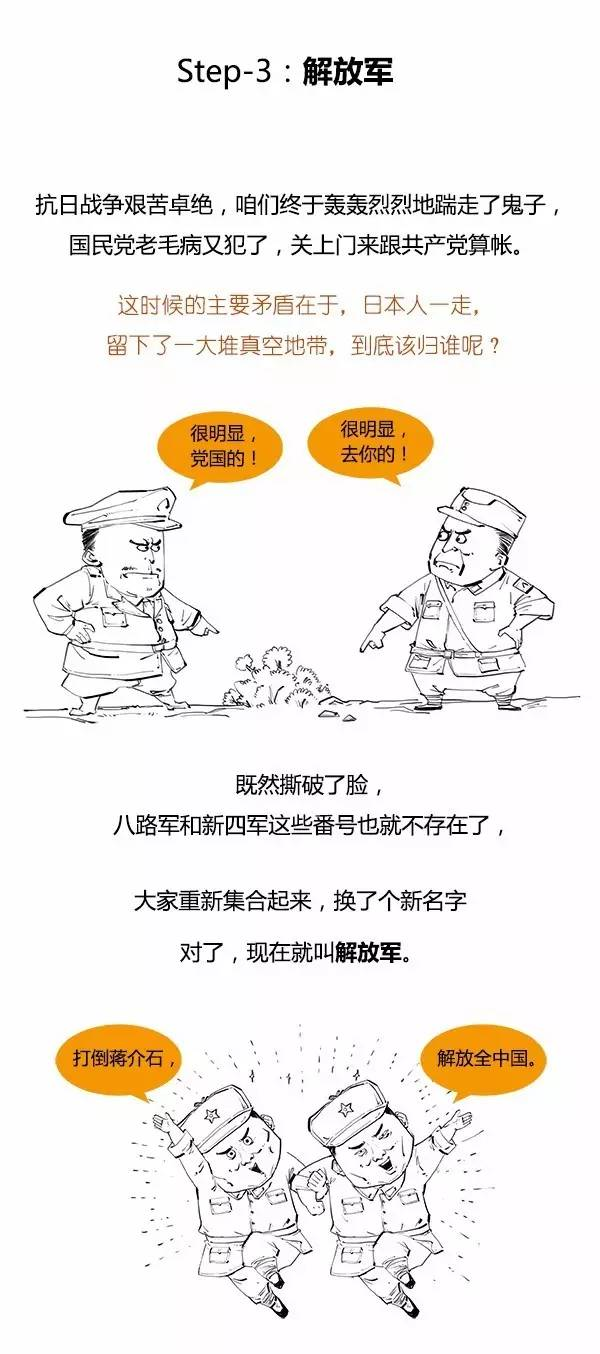 Step-3：解放军
抗日战争艰苦卓绝，咱们终于轰轰烈烈地踹走了鬼子，
国民党老毛病又犯了，关上门来跟共产党算帐。
这时候的主要矛盾在于，日本人一走，
留下了一大堆真空地带，到底该归谁呢？
很明显，
党国的！
很明显，
去你的！
既然撕破了脸，
八路军和新四军这些番号也就不存在了，
大家重新集合起来，换了个新名字
对了，现在就叫解放军。
打倒蒋介石，
解放全中国。